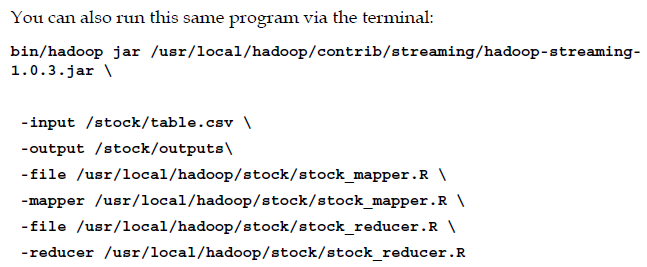 You can also run this same program via the terminal:
bin/hadoop jar /usr/local/hadoop/contrib/streaming/hadoop-streaming-
1.0.3.jar \
-input /stock/table.csv \
-output /stock/outputs\
-file /usr/local/hadoop/stock/stock_mapper.R \
-mapper /usr/local/hadoop/stock/stock_mapper.R \
-file /usr/local/hadoop/stock/stock_reducer.R \
-reducer /usr/local/hadoop/stock/stock_reducer.R